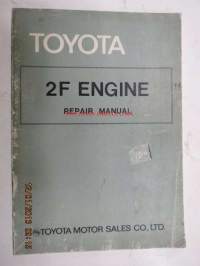 TOYOTA
2F ENGINE
REPAIR MANUAL
TOYOTA MOTOR SALES CO.,LTD.